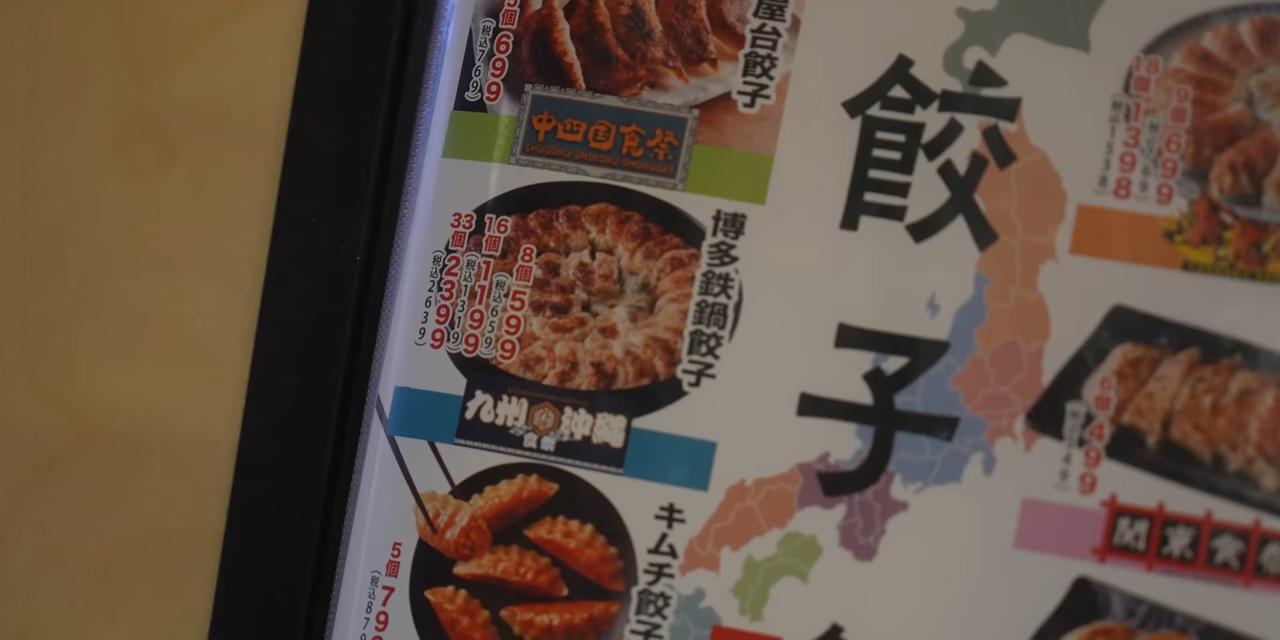 屋台餃子
5個 699
(税込769)
中四国食祭
CHUGOKU SHIKOKU SHOKUSAI
博多鉄鍋餃子
8個 599
(税込659)
16個 1199
(税込1319)
33個 2399
(税込2639)
九州 沖縄
食祭
キムチ餃子
5個 799
(税込879
餃子
18個 1398
9個 699
6個 499
関東食祭